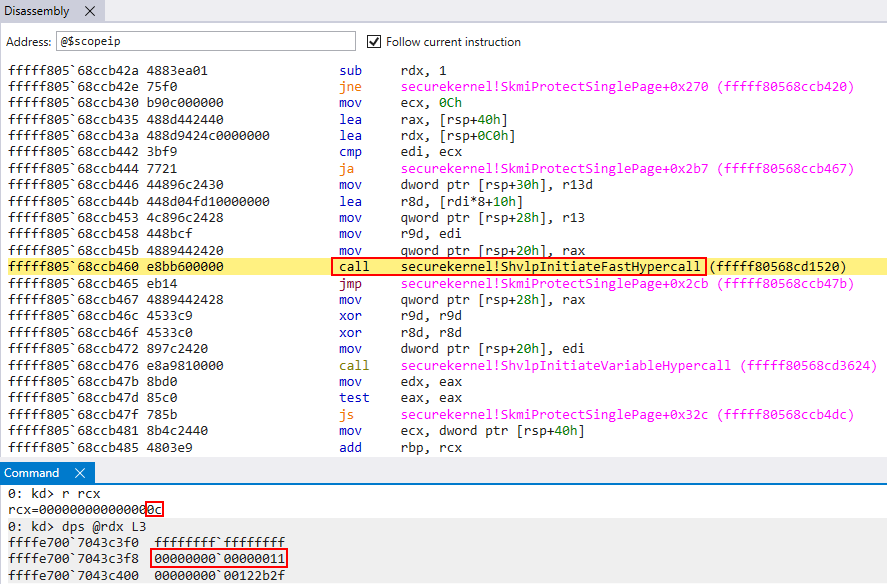 Disassembly X
Address: @$scopeip Follow current instruction
fffff805`68ccb42a 4883ea01 sub rdx, 1
fffff805`68ccb42e 75f0 jne securekernel!SkmiProtectSinglePage+0x270 (fffff80568ccb420)
fffff805`68ccb430 b90c000000 mov ecx, 0Ch
fffff805`68ccb435 488d442440 lea rax, [rsp+40h]
fffff805`68ccb43a 488d9424c0000000 lea rdx, [rsp+0C0h]
fffff805`68ccb442 3bf9 cmp edi, ecx
fffff805`68ccb444 7721 ja securekernel!SkmiProtectSinglePage+0x2b7 (fffff80568ccb467)
fffff805`68ccb446 44896c2430 mov dword ptr [rsp+30h], r13d
fffff805`68ccb44b 448d04fd10000000 lea r8d, [rdi*8+10h]
fffff805`68ccb453 4c896c2428 mov qword ptr [rsp+28h], r13
fffff805`68ccb458 448bcf mov r9d, edi
fffff805`68ccb45b 4889442420 mov qword ptr [rsp+20h], rax
fffff805`68ccb460 e8bb600000 call securekernel!ShvlpInitiateFastHypercall (fffff80568cd1520)
fffff805`68ccb465 eb14 jmp securekernel!SkmiProtectSinglePage+0x2cb (fffff80568ccb47b)
fffff805`68ccb467 4889442428 mov qword ptr [rsp+28h], rax
fffff805`68ccb46c 4533c9 xor r9d, r9d
fffff805`68ccb46f 4533c0 xor r8d, r8d
fffff805`68ccb472 897c2420 mov dword ptr [rsp+20h], edi
fffff805`68ccb476 e8a9810000 call securekernel!ShvlpInitiateVariableHypercall (fffff80568cd3624)
fffff805`68ccb47b 8bd0 mov edx, eax
fffff805`68ccb47d 85c0 test eax, eax
fffff805`68ccb47f 785b js securekernel!SkmiProtectSinglePage+0x32c (fffff80568ccb4dc)
fffff805`68ccb481 8b4c2440 mov ecx, dword ptr [rsp+40h]
fffff805`68ccb485 4803e9 add rbp, rcx
Command X
0: kd> r rcx
rcx=000000000000000c
0: kd> dps @rdx L3
ffffe700`7043c3f0 ffffffff`ffffffff
ffffe700`7043c3f8 00000000`00000011
ffffe700`7043c400 00000000`00122b2f